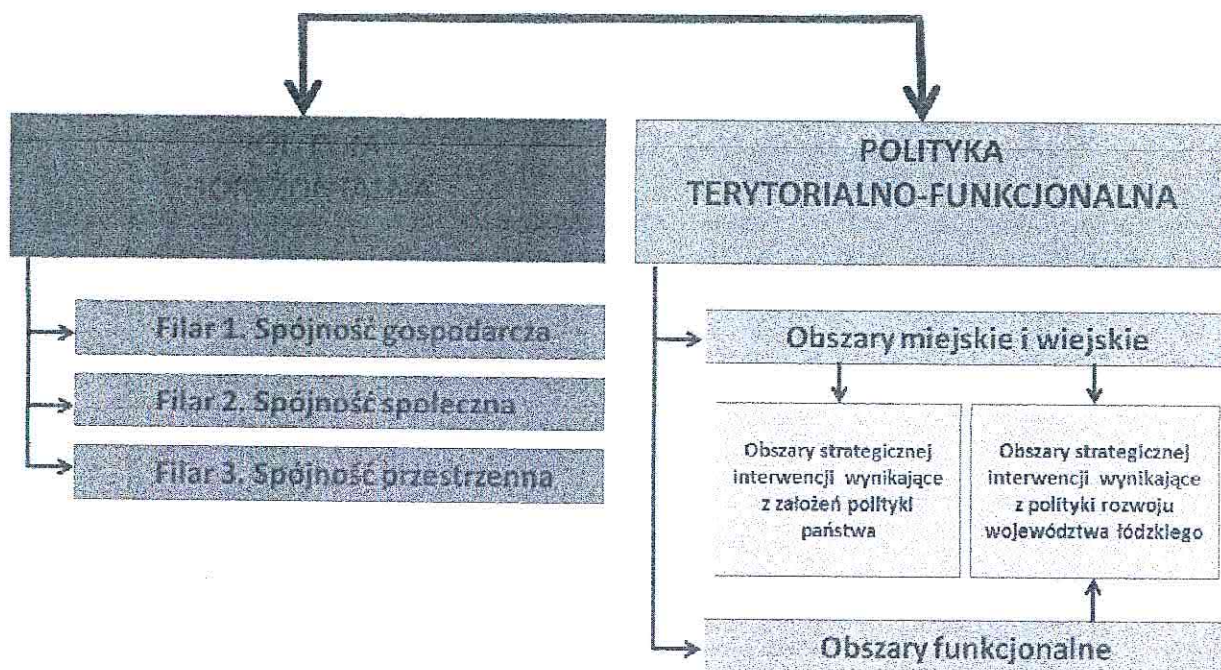 POLITYKA
TERYTORIALNO-FUNKCJONALNA
Filar 1. Spójność gospodarcza
Filar 2. Spójność społeczna
Filar 3. Spójność przestrzenna
Obszary miejskie i wiejskie
Obszary strategicznej
interwencji wynikające
z założeń polityki
państwa
Obszary strategicznej
interwencji wynikające
z polityki rozwoju
województwa łódzkiego
Obszary funkcjonalne